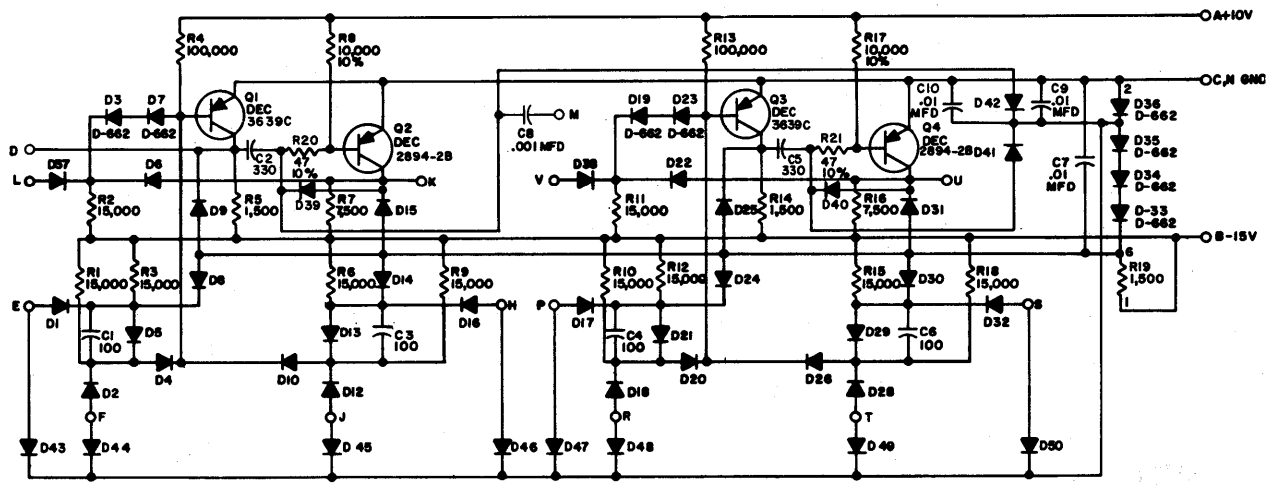 A+10V
R4
100,000
R8
10,000
10%
R13
100,000
R17
10,000
10%
C,N GND
D3
D-662
D7
D-662
Q1
DEC
3639C
R20
47
10%
Q2
DEC
2894-2B
C8
.001 MFD
M
D19
D-662
D23
D-662
Q3
DEC
3639C
R21
47
10%
Q4
DEC
2894-2B
C10
.01
MFD
D42
C9
.01
MFD
2
D36
D-662
D35
D-662
D34
D-662
D-33
D-662
D41
C7
.01
MFD
D
L
D37
D6
C2
330
K
V
D38
D22
C5
330
U
R2
15,000
D9
R5
1,500
D39
R7
7,500
D15
R11
15,000
D25
R14
1,500
D40
R16
7,500
D31
B-15V
R1
15,000
R3
15,000
D8
R6
15,000
D14
R9
15,000
R10
15,000
R12
15,000
D24
R15
15,000
D30
R18
15,000
6
R19
1,500
1
E
D1
C1
100
D5
D13
C3
100
D16
H
P
D17
C4
100
D21
D29
C6
100
D32
S
D4
D10
D20
D26
D2
D12
D18
D28
F
J
R
T
D43
D44
D45
D46
D47
D48
D49
D50